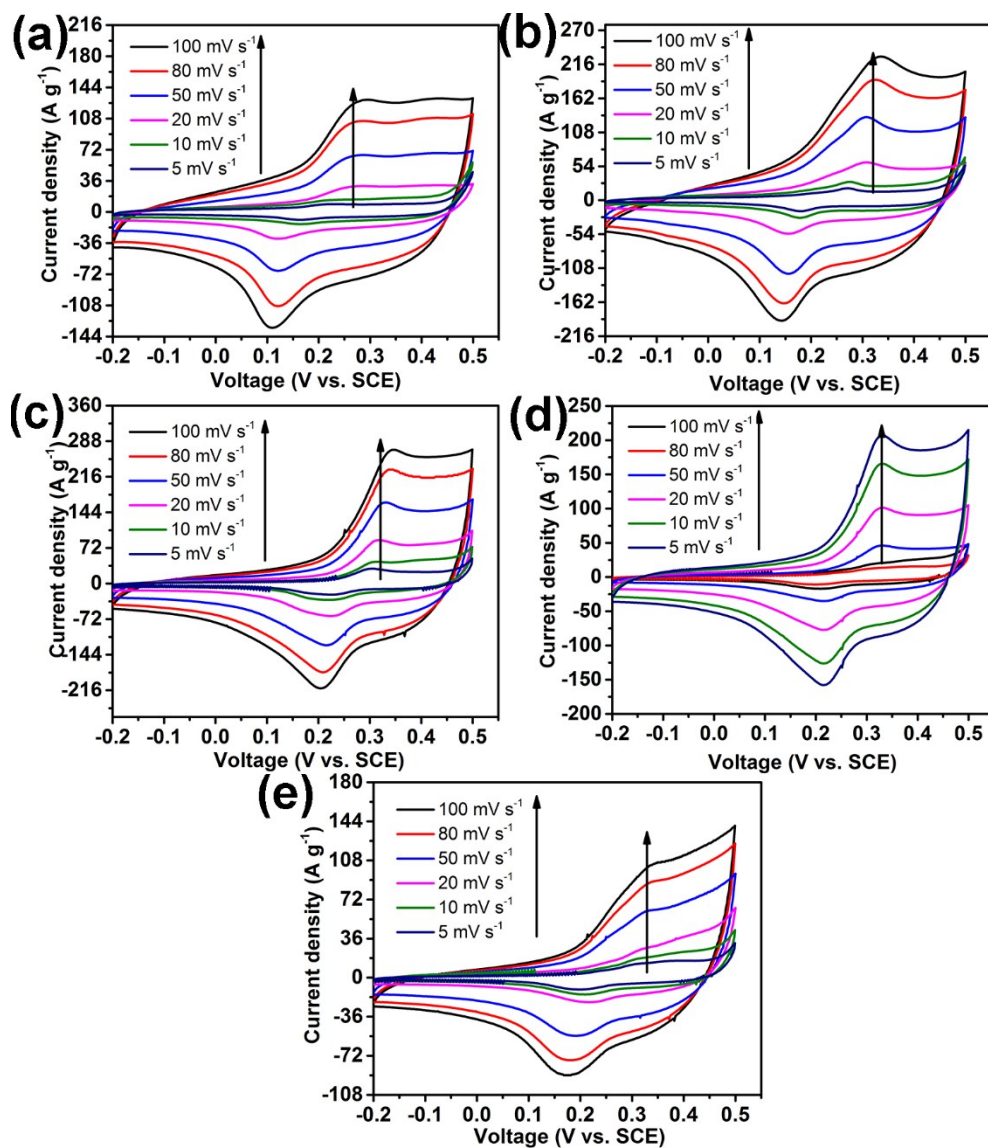 (a)
216
180
144
108
72
36
0
-36
-72
-108
-144
Current density (A g⁻¹)
100 mV s⁻¹
80 mV s⁻¹
50 mV s⁻¹
20 mV s⁻¹
10 mV s⁻¹
5 mV s⁻¹
-0.2 -0.1 0.0 0.1 0.2 0.3 0.4 0.5
Voltage (V vs. SCE)
(b)
270
216
162
108
54
0
-54
-108
-162
-216
Current density (A g⁻¹)
100 mV s⁻¹
80 mV s⁻¹
50 mV s⁻¹
20 mV s⁻¹
10 mV s⁻¹
5 mV s⁻¹
-0.2 -0.1 0.0 0.1 0.2 0.3 0.4 0.5
Voltage (V vs. SCE)
(c)
360
288
216
144
72
0
-72
-144
-216
Current density (A g⁻¹)
100 mV s⁻¹
80 mV s⁻¹
50 mV s⁻¹
20 mV s⁻¹
10 mV s⁻¹
5 mV s⁻¹
-0.2 -0.1 0.0 0.1 0.2 0.3 0.4 0.5
Voltage (V vs. SCE)
(d)
250
200
150
100
50
0
-50
-100
-150
-200
Current density (A g⁻¹)
100 mV s⁻¹
80 mV s⁻¹
50 mV s⁻¹
20 mV s⁻¹
10 mV s⁻¹
5 mV s⁻¹
-0.2 -0.1 0.0 0.1 0.2 0.3 0.4 0.5
Voltage (V vs. SCE)
(e)
180
144
108
72
36
0
-36
-72
-108
Current density (A g⁻¹)
100 mV s⁻¹
80 mV s⁻¹
50 mV s⁻¹
20 mV s⁻¹
10 mV s⁻¹
5 mV s⁻¹
-0.2 -0.1 0.0 0.1 0.2 0.3 0.4 0.5
Voltage (V vs. SCE)